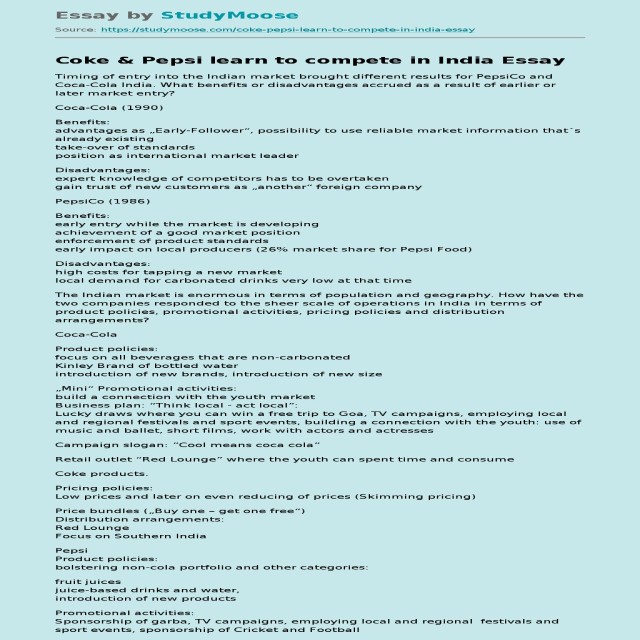 Essay by StudyMoose
Source: https://studymoose.com/coke-pepsi-learn-to-compete-in-india-essay
Coke & Pepsi learn to compete in India Essay
Timing of entry into the Indian market brought different results for PepsiCo and
Coca-Cola India. What benefits or disadvantages accrued as a result of earlier or
later market entry?
Coca-Cola (1990)
Benefits:
advantages as „Early-Follower“, possibility to use reliable market information that´s
already existing
take-over of standards
position as international market leader
Disadvantages:
expert knowledge of competitors has to be overtaken
gain trust of new customers as „another“ foreign company
PepsiCo (1986)
Benefits:
early entry while the market is developing
achievement of a good market position
enforcement of product standards
early impact on local producers (26% market share for Pepsi Food)
Disadvantages:
high costs for tapping a new market
local demand for carbonated drinks very low at that time
The Indian market is enormous in terms of population and geography. How have the
two companies responded to the sheer scale of operations in India in terms of
product policies, promotional activities, pricing policies and distribution
arrangements?
Coca-Cola
Product policies:
focus on all beverages that are non-carbonated
Kinley Brand of bottled water
introduction of new brands, introduction of new size
„Mini“ Promotional activities:
build a connection with the youth market
Business plan: “Think local - act local”:
Lucky draws where you can win a free trip to Goa, TV campaigns, employing local
and regional festivals and sport events, building a connection with the youth: use of
music and ballet, short films, work with actors and actresses
Campaign slogan: “Cool means coca cola”
Retail outlet “Red Lounge” where the youth can spent time and consume
Coke products.
Pricing policies:
Low prices and later on even reducing of prices (Skimming pricing)
Price bundles („Buy one – get one free“)
Distribution arrangements:
Red Lounge
Focus on Southern India
Pepsi
Product policies:
bolstering non-cola portfolio and other categories:
fruit juices
juice-based drinks and water,
introduction of new products
Promotional activities:
Sponsorship of garba, TV campaigns, employing local and regional festivals and
sport events, sponsorship of Cricket and Football